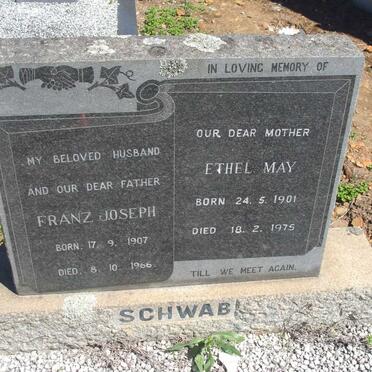 IN LOVING MEMORY OF
MY BELOVED HUSBAND
AND OUR DEAR FATHER
FRANZ JOSEPH
BORN. 17. 9. 1907
DIED. 8. 10. 1966.
OUR DEAR MOTHER
ETHEL MAY
BORN 24. 5. 1901
DIED 18. 2. 1975
TILL WE MEET AGAIN.
SCHWAB